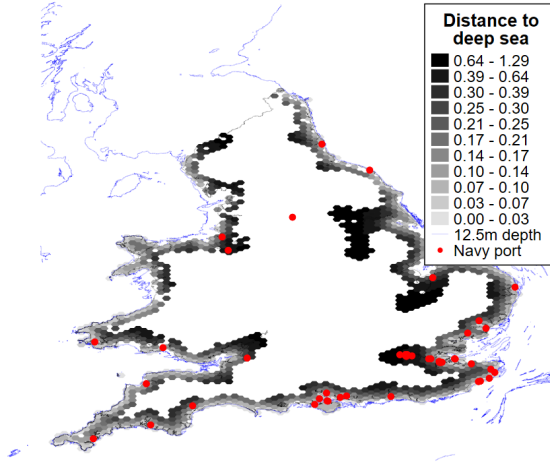 Distance to
deep sea
0.64 - 1.29
0.39 - 0.64
0.30 - 0.39
0.25 - 0.30
0.21 - 0.25
0.17 - 0.21
0.14 - 0.17
0.10 - 0.14
0.07 - 0.10
0.03 - 0.07
0.00 - 0.03
12.5m depth
Navy port